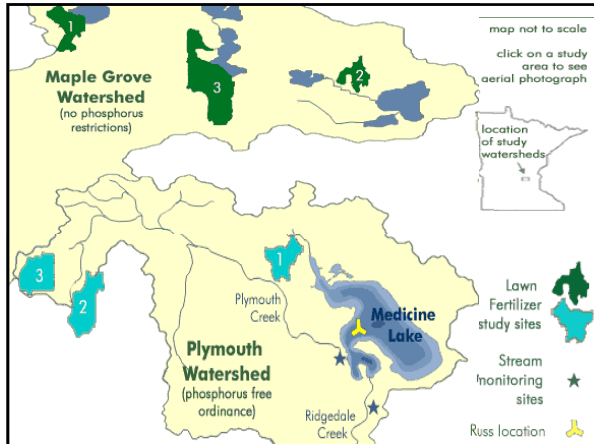 1
map not to scale
click on a study
area to see
aerial photograph
Maple Grove
Watershed
(no phosphorus
restrictions)
3
2
location
of study
watersheds
3
2
1
Plymouth
Creek
Medicine
Lake
Plymouth
Watershed
(phosphorus free
ordinance)
Ridgedale
Creek
Lawn
Fertilizer
study sites
Stream
monitoring
sites
Russ location